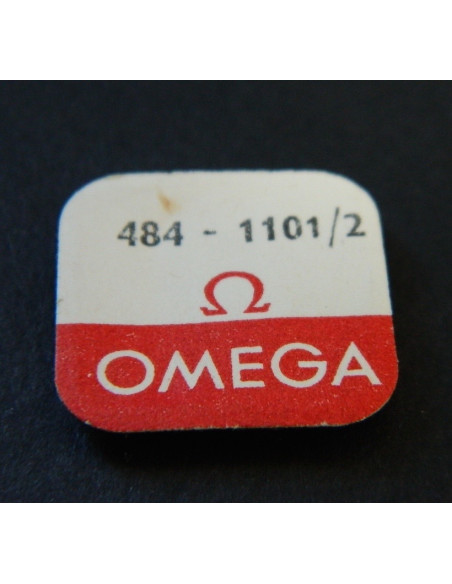 484 - 1101/2
Ω
OMEGA